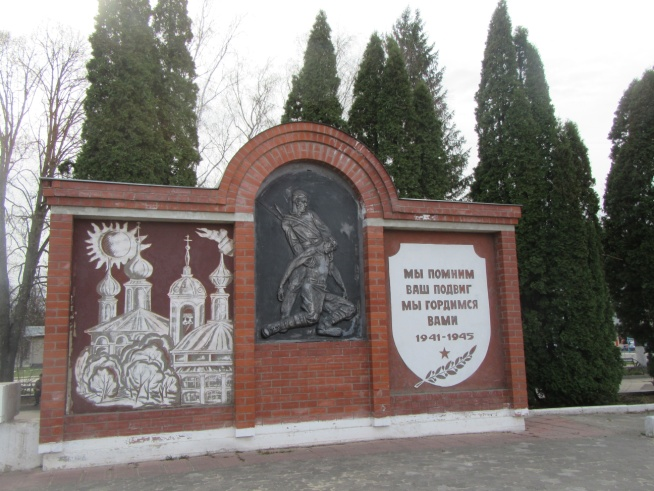 МЫ ПОМНИМ
ВАШ ПОДВИГ
МЫ ГОРДИМСЯ
ВАМИ
1941-1945